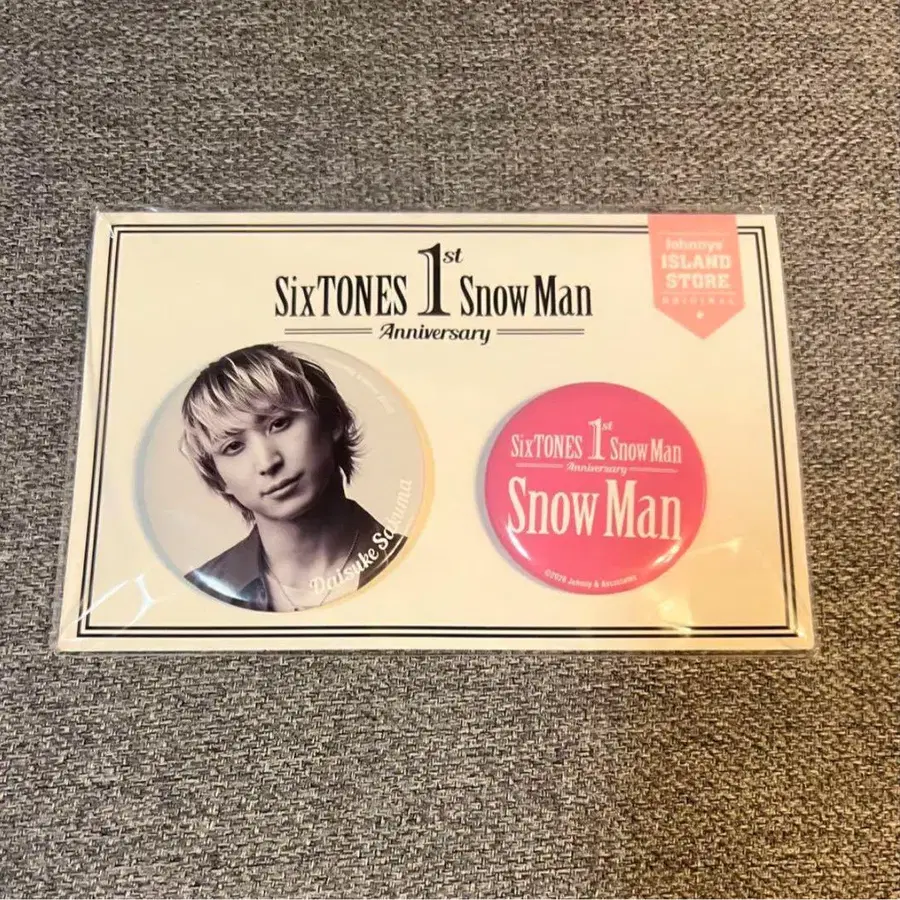 SixTONES 1st Snow Man
Anniversary
Johnnys'
ISLAND
STORE
ORIGINAL
Daisuke Sakuma
SixTONES 1st Snow Man
Anniversary
Snow Man
©2020 Johnny & Associates